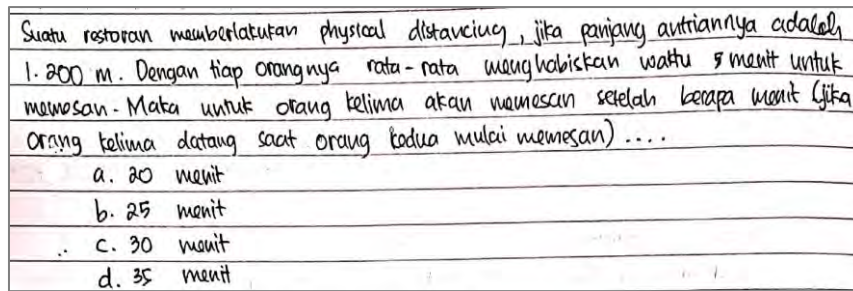 Suatu restoran memberlakukan physical distancing, jika panjang antriannya adalah
1.200 m. Dengan tiap orangnya rata-rata menghabiskan waktu 5 menit untuk
memesan. Maka untuk orang kelima akan memesan setelah berapa menit (jika
orang kelima datang saat orang kedua mulai memesan) ....
a. 20 menit
b. 25 menit
c. 30 menit
d. 35 menit